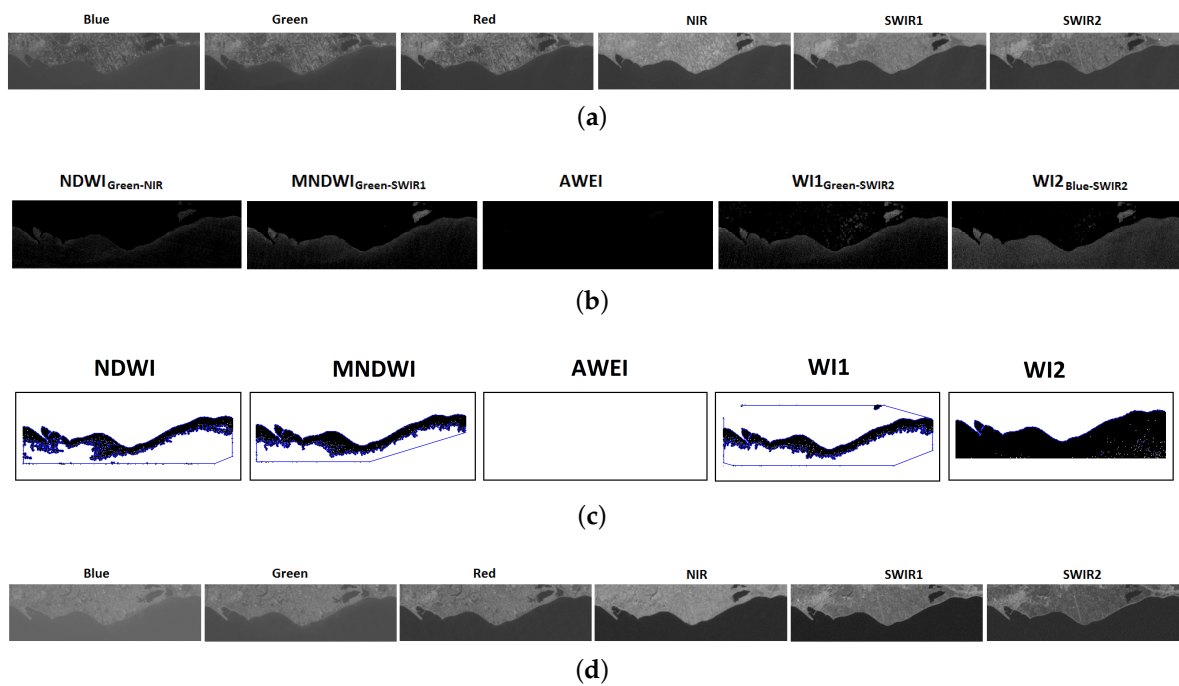 Blue Green Red NIR SWIR1 SWIR2
(a)
NDWIGreen-NIR MNDWIGreen-SWIR1 AWEI WI1Green-SWIR2 WI2Blue-SWIR2
(b)
NDWI MNDWI AWEI WI1 WI2
(c)
Blue Green Red NIR SWIR1 SWIR2
(d)